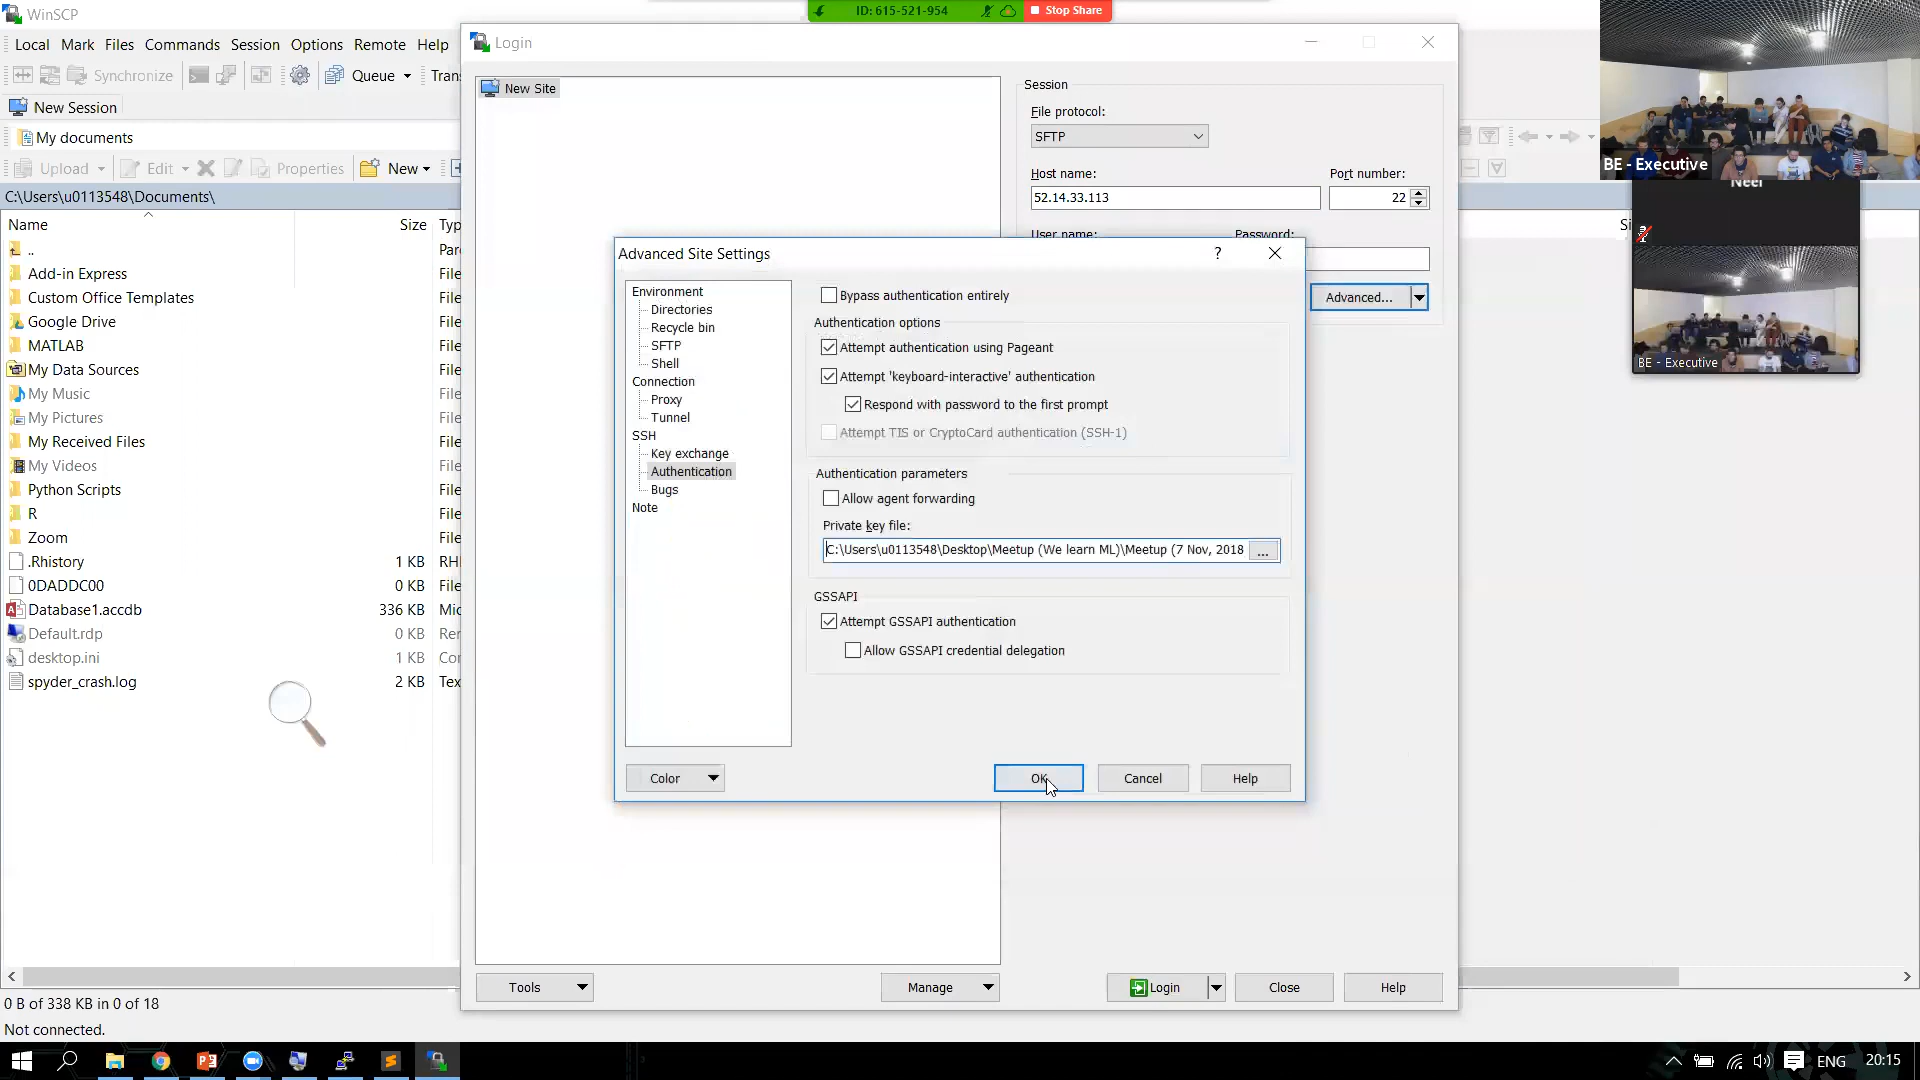 WinSCP
ID: 615-521-954
Stop Share
Local Mark Files Commands Session Options Remote Help
Synchronize
Queue
Tran
New Session
My documents
Upload
Edit
Properties
New
C:\Users\u0113548\Documents\
Name
Size
Typ
..
Par
Add-in Express
File
Custom Office Templates
File
Google Drive
File
MATLAB
File
My Data Sources
File
My Music
File
My Pictures
File
My Received Files
File
My Videos
File
Python Scripts
File
R
File
Zoom
File
.Rhistory
1 KB
RHI
0DADDC00
0 KB
File
Database1.accdb
336 KB
Mic
Default.rdp
0 KB
Rer
desktop.ini
1 KB
Cor
spyder_crash.log
2 KB
Tex
0 B of 338 KB in 0 of 18
Not connected.
Login
New Site
Session
File protocol:
SFTP
Host name:
Port number:
52.14.33.113
22
User name:
Password:
Advanced...
Advanced Site Settings
?
Environment
Directories
Recycle bin
SFTP
Shell
Connection
Proxy
Tunnel
SSH
Key exchange
Authentication
Bugs
Note
Bypass authentication entirely
Authentication options
Attempt authentication using Pageant
Attempt 'keyboard-interactive' authentication
Respond with password to the first prompt
Attempt TIS or CryptoCard authentication (SSH-1)
Authentication parameters
Allow agent forwarding
Private key file:
C:\Users\u0113548\Desktop\Meetup (We learn ML)\Meetup (7 Nov, 2018
...
GSSAPI
Attempt GSSAPI authentication
Allow GSSAPI credential delegation
Color
OK
Cancel
Help
Tools
Manage
Login
Close
Help
Si
BE - Executive
Neel
BE - Executive
ENG
20:15